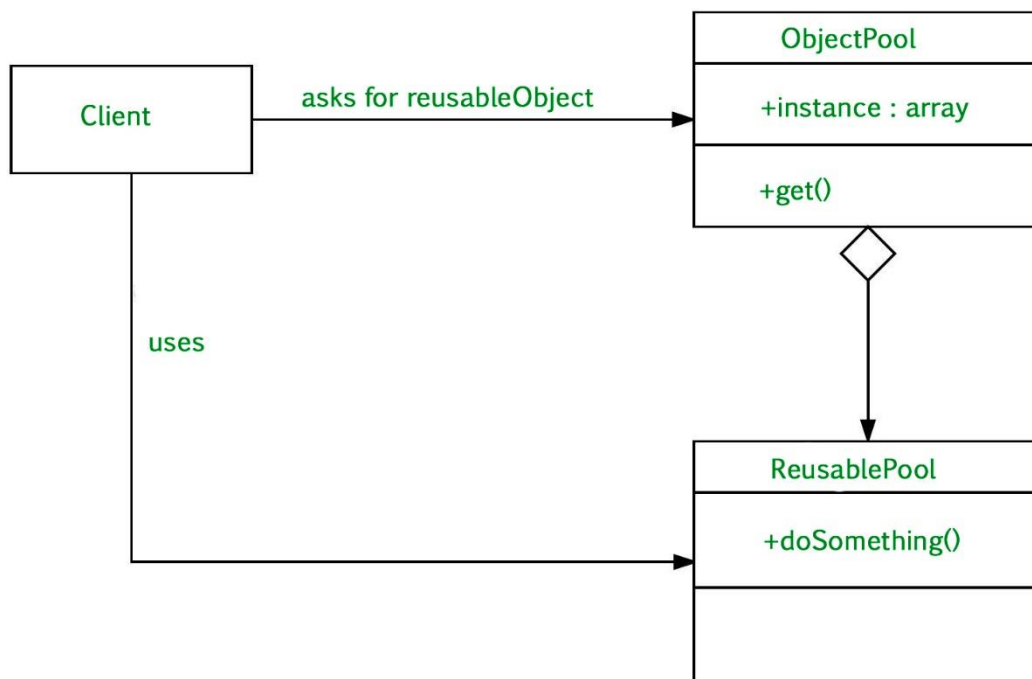 ObjectPool
Client
asks for reusableObject
+instance : array
+get()
uses
ReusablePool
+doSomething()